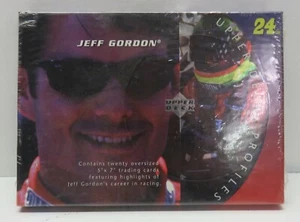 JEFF GORDON®
24
UPPER DECK
PROFILES
Contains twenty oversized
5"x 7" trading cards
featuring highlights of
Jeff Gordon's career in racing.